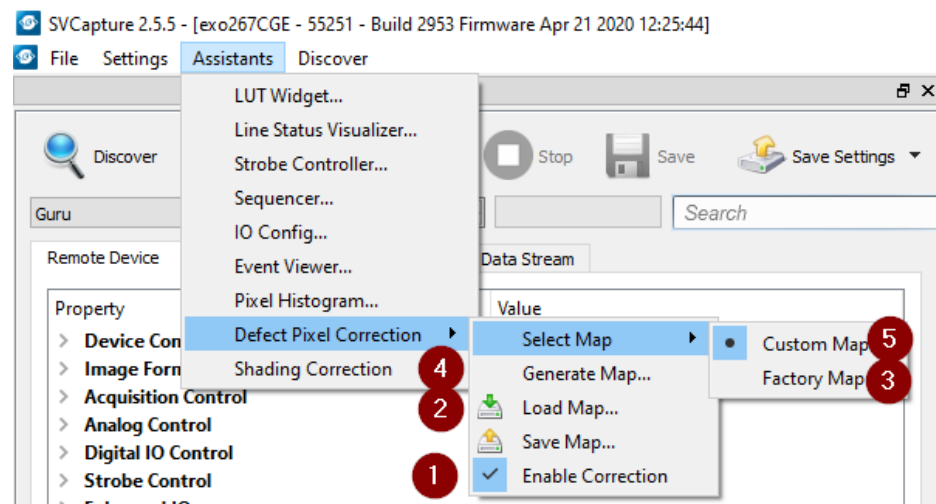 SVCapture 2.5.5 - [exo267CGE - 55251 - Build 2953 Firmware Apr 21 2020 12:25:44]
File Settings Assistants Discover
LUT Widget...
Line Status Visualizer...
Strobe Controller...
Sequencer...
IO Config...
Event Viewer...
Pixel Histogram...
Defect Pixel Correction
Shading Correction
Discover Stop Save Save Settings
Guru Search
Remote Device Data Stream
Property Value
Device Con
Image Form
Acquisition Control
Analog Control
Digital IO Control
Strobe Control
Select Map
Generate Map...
Load Map...
Save Map...
Enable Correction
Custom Map
Factory Map
5
3
4
2
1